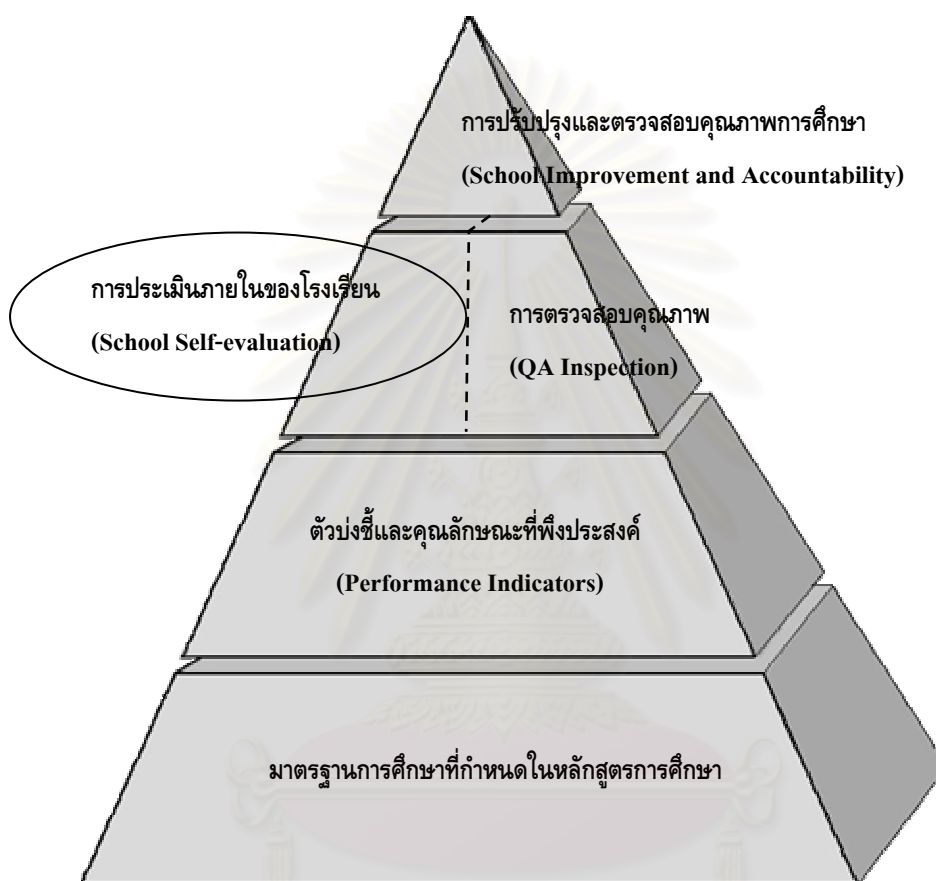 การปรับปรุงและตรวจสอบคุณภาพการศึกษา
(School Improvement and Accountability)
การประเมินภายในของโรงเรียน
(School Self-evaluation)
การตรวจสอบคุณภาพ
(QA Inspection)
ตัวบ่งชี้และคุณลักษณะที่พึงประสงค์
(Performance Indicators)
มาตรฐานการศึกษาที่กำหนดในหลักสูตรการศึกษา